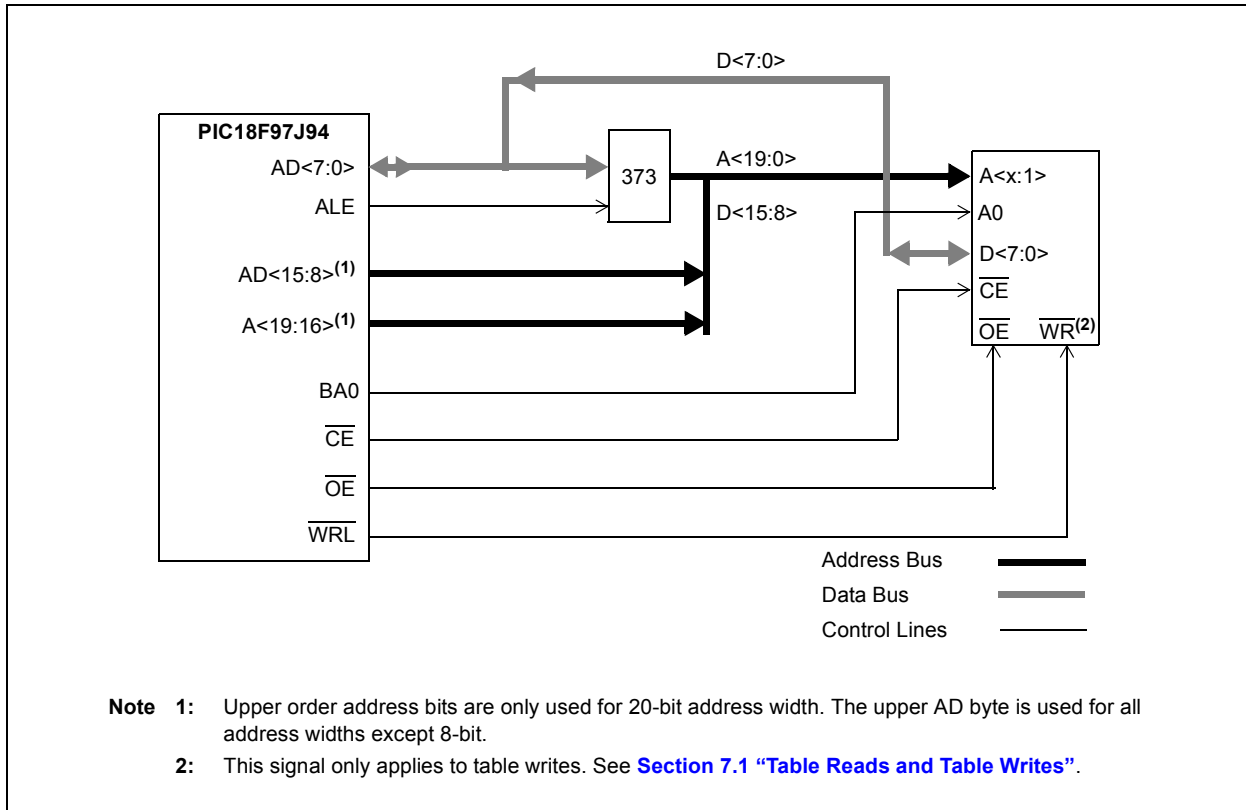 D<7:0>
PIC18F97J94
AD<7:0>
373
A<19:0>
A<x:1>
ALE
D<15:8>
A0
AD<15:8>(1)
D<7:0>
CE
A<19:16>(1)
OE WR(2)
BA0
CE
OE
WRL
Address Bus
Data Bus
Control Lines
Note 1: Upper order address bits are only used for 20-bit address width. The upper AD byte is used for all
address widths except 8-bit.
2: This signal only applies to table writes. See Section 7.1 “Table Reads and Table Writes”.